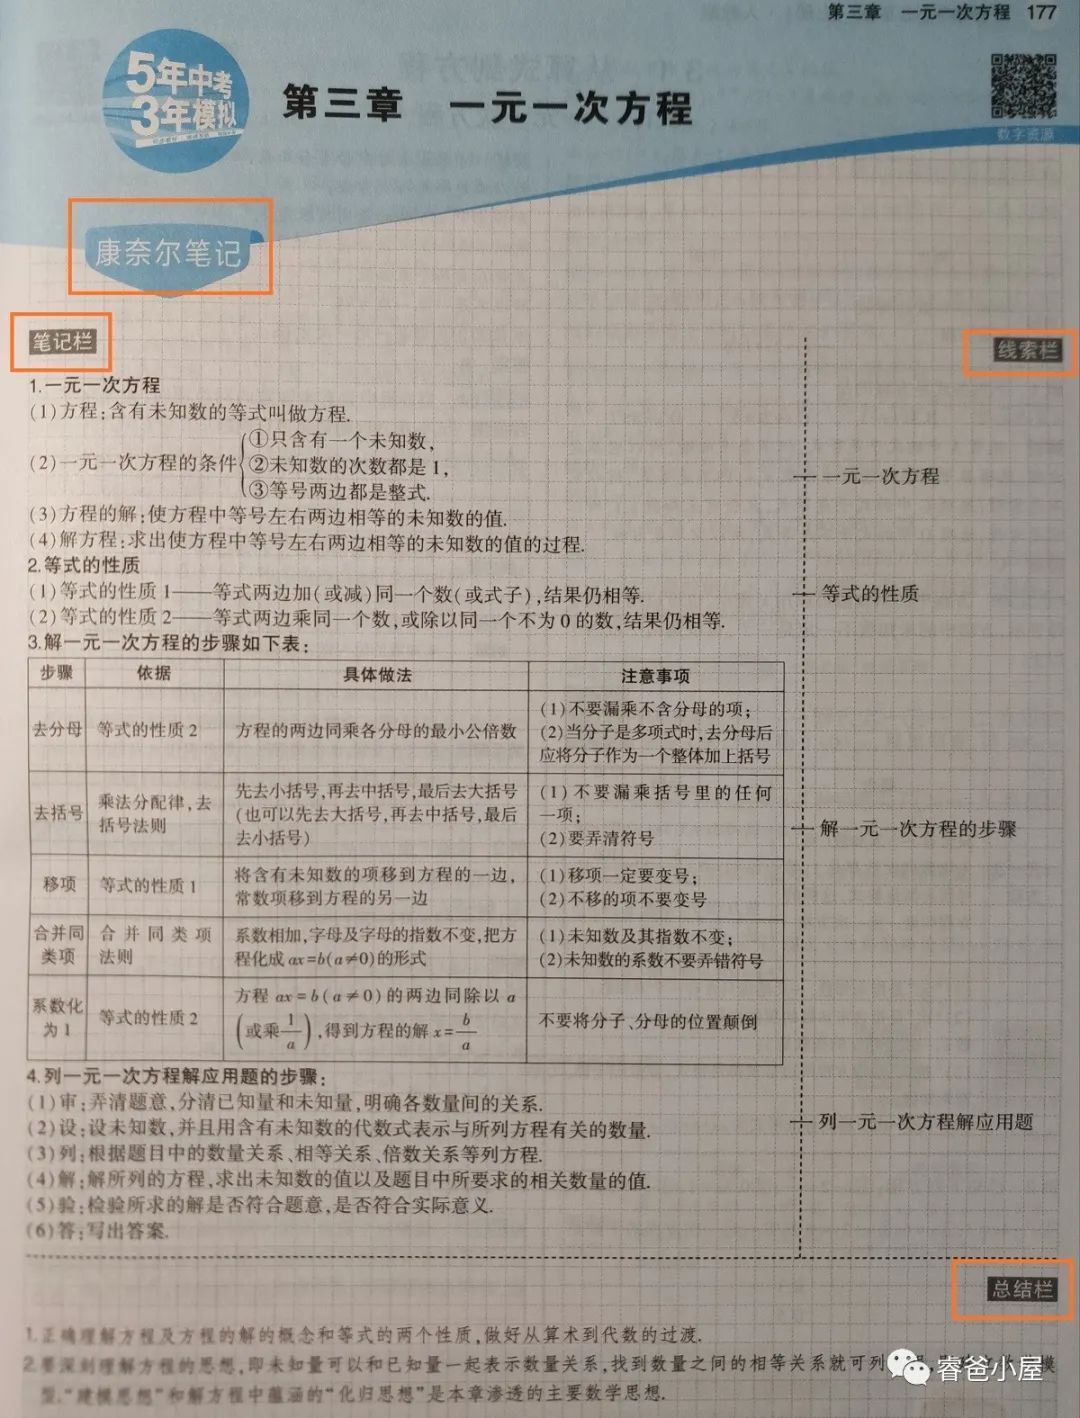 第三章 一元一次方程 177
5年中考
3年模拟
第三章 一元一次方程
数字资源
康奈尔笔记
笔记栏
线索栏
1.一元一次方程
(1)方程:含有未知数的等式叫做方程.
①只含有一个未知数,
(2)一元一次方程的条件 ②未知数的次数都是1,
③等号两边都是整式.
一元一次方程
(3)方程的解:使方程中等号左右两边相等的未知数的值.
(4)解方程:求出使方程中等号左右两边相等的未知数的值的过程.
2.等式的性质
(1)等式的性质1——等式两边加(或减)同一个数(或式子),结果仍相等.
等式的性质
(2)等式的性质2——等式两边乘同一个数,或除以同一个不为0的数,结果仍相等.
3.解一元一次方程的步骤如下表:
步骤 依据 具体做法 注意事项
去分母 等式的性质2 方程的两边同乘各分母的最小公倍数
(1)不要漏乘不含分母的项;
(2)当分子是多项式时,去分母后
应将分子作为一个整体加上括号
去括号
乘法分配律,去
括号法则
先去小括号,再去中括号,最后去大括号
(也可以先去大括号,再去中括号,最后
去小括号)
(1)不要漏乘括号里的任何
一项;
(2)要弄清符号
解一元一次方程的步骤
移项 等式的性质1
将含有未知数的项移到方程的一边,
常数项移到方程的另一边
(1)移项一定要变号;
(2)不移的项不要变号
合并同
类项
合并同类项
法则
系数相加,字母及字母的指数不变,把方
程化成ax=b(a≠0)的形式
(1)未知数及其指数不变;
(2)未知数的系数不要弄错符号
系数化
为1
等式的性质2
方程ax=b(a≠0)的两边同除以a
(或乘1/a),得到方程的解x=b/a
不要将分子、分母的位置颠倒
4.列一元一次方程解应用题的步骤:
(1)审:弄清题意,分清已知量和未知量,明确各数量间的关系.
(2)设:设未知数,并且用含有未知数的代数式表示与所列方程有关的数量.
列一元一次方程解应用题
(3)列:根据题目中的数量关系、相等关系、倍数关系等列方程.
(4)解:解所列的方程,求出未知数的值以及题目中所要求的相关数量的值.
(5)验:检验所求的解是否符合题意,是否符合实际意义.
(6)答:写出答案.
总结栏
1.正确理解方程及方程的解的概念和等式的两个性质,做好从算术到代数的过渡.
2.要深刻理解方程的思想,即未知量可以和已知量一起表示数量关系,找到数量之间的相等关系就可列
型.“建模思想”和解方程中蕴涵的“化归思想”是本章渗透的主要数学思想.
睿爸小屋